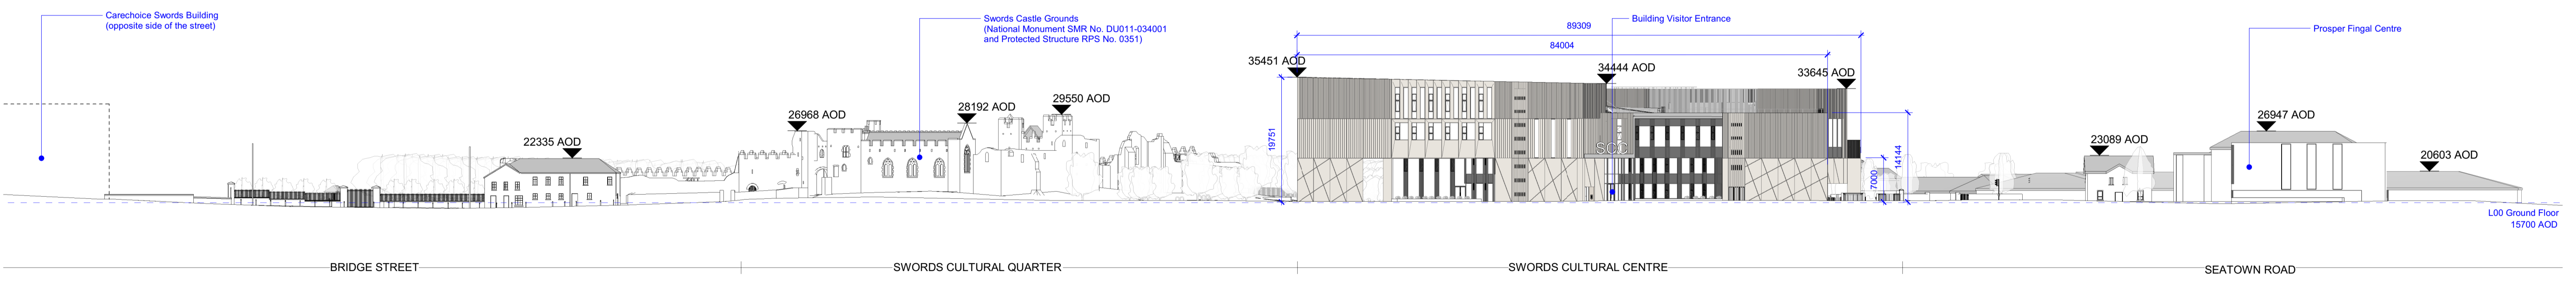 Carechoice Swords Building
(opposite side of the street)
Swords Castle Grounds
(National Monument SMR No. DU011-034001
and Protected Structure RPS No. 0351)
Building Visitor Entrance
Prosper Fingal Centre
89309
84004
35451 AOD
34444 AOD
33645 AOD
22335 AOD
26968 AOD
28192 AOD
29550 AOD
19751
SCC
7000
14144
23089 AOD
26947 AOD
20603 AOD
L00 Ground Floor
15700 AOD
BRIDGE STREET
SWORDS CULTURAL QUARTER
SWORDS CULTURAL CENTRE
SEATOWN ROAD